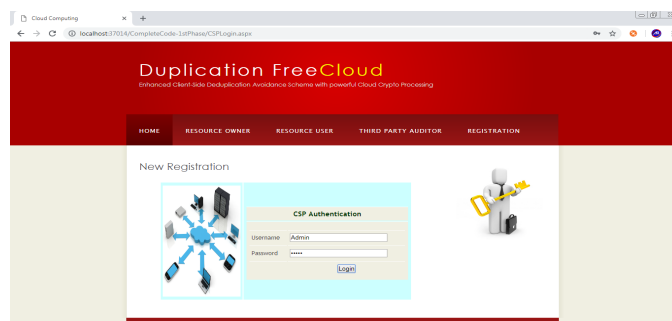 Cloud Computing
localhost:37014/CompleteCode-1stPhase/CSPLogin.aspx
Duplication FreeCloud
Enhanced Client-Side Deduplication Avoidance Scheme with powerful Cloud Crypto Processing
HOME RESOURCE OWNER RESOURCE USER THIRD PARTY AUDITOR REGISTRATION
New Registration
CSP Authentication
Username Admin
Password •••••
Login